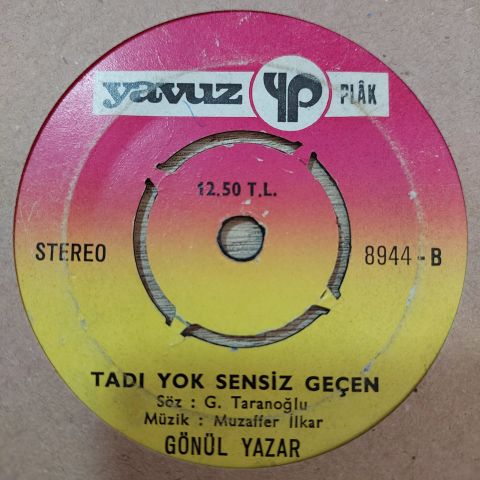 yavuz YP PLÂK
12.50 T.L.
STEREO 8944 - B
TADI YOK SENSİZ GEÇEN
Söz : G. Taranoğlu
Müzik : Muzaffer İlkar
GÖNÜL YAZAR